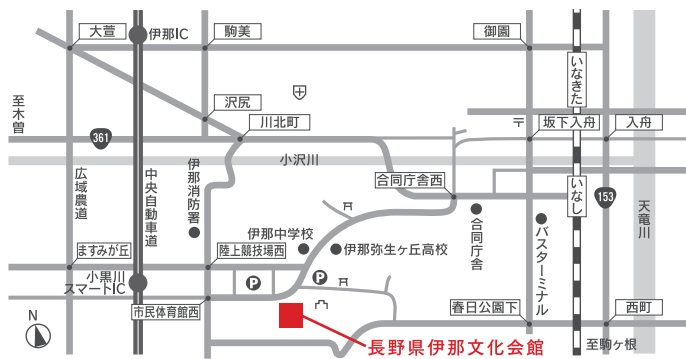 大萱
伊那IC
駒美
御園
いなきた
至木曽
沢尻
361
川北町
〒
坂下入舟
入舟
小沢川
広域農道
中央自動車道
伊那消防署
合同庁舎西
いなし
153
天竜川
合同庁舎
バスターミナル
ますみが丘
陸上競技場西
伊那中学校
伊那弥生ヶ丘高校
小黒川
スマートIC
P
P
市民体育館西
春日公園下
西町
N
長野県伊那文化会館
至駒ヶ根